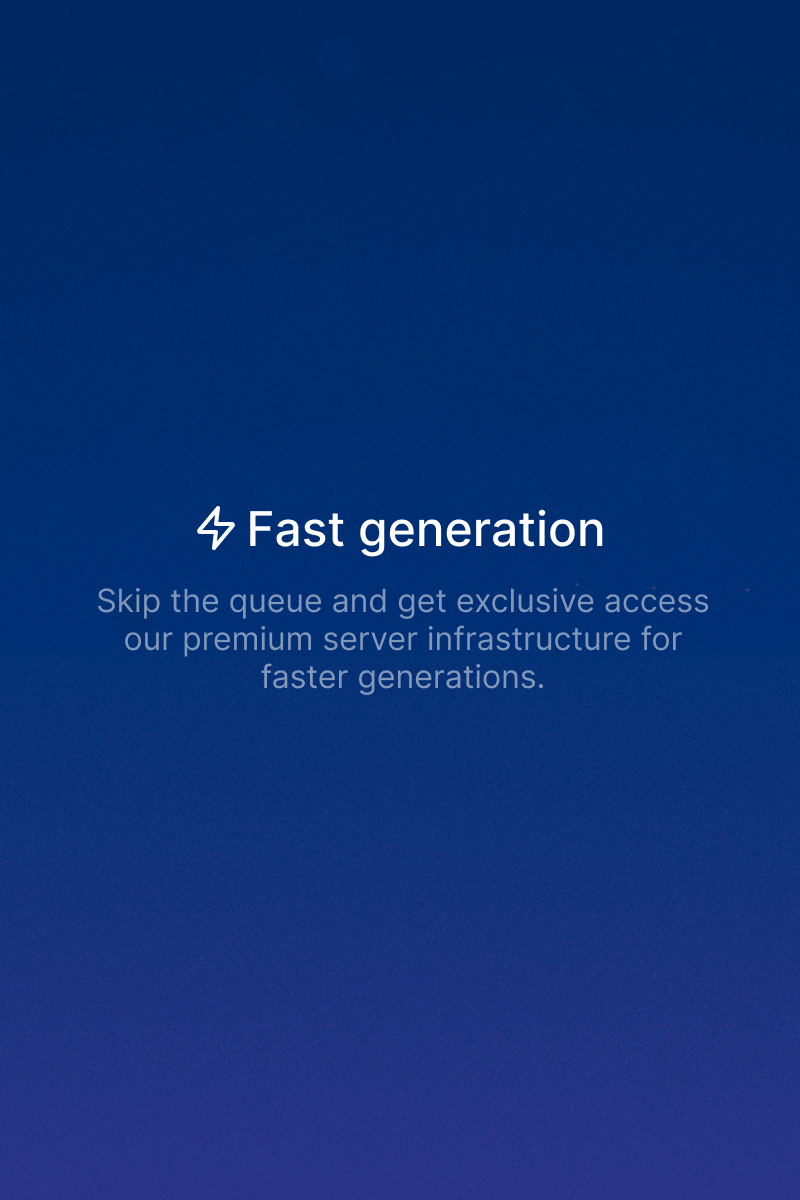 Fast generation
Skip the queue and get exclusive access
our premium server infrastructure for
faster generations.